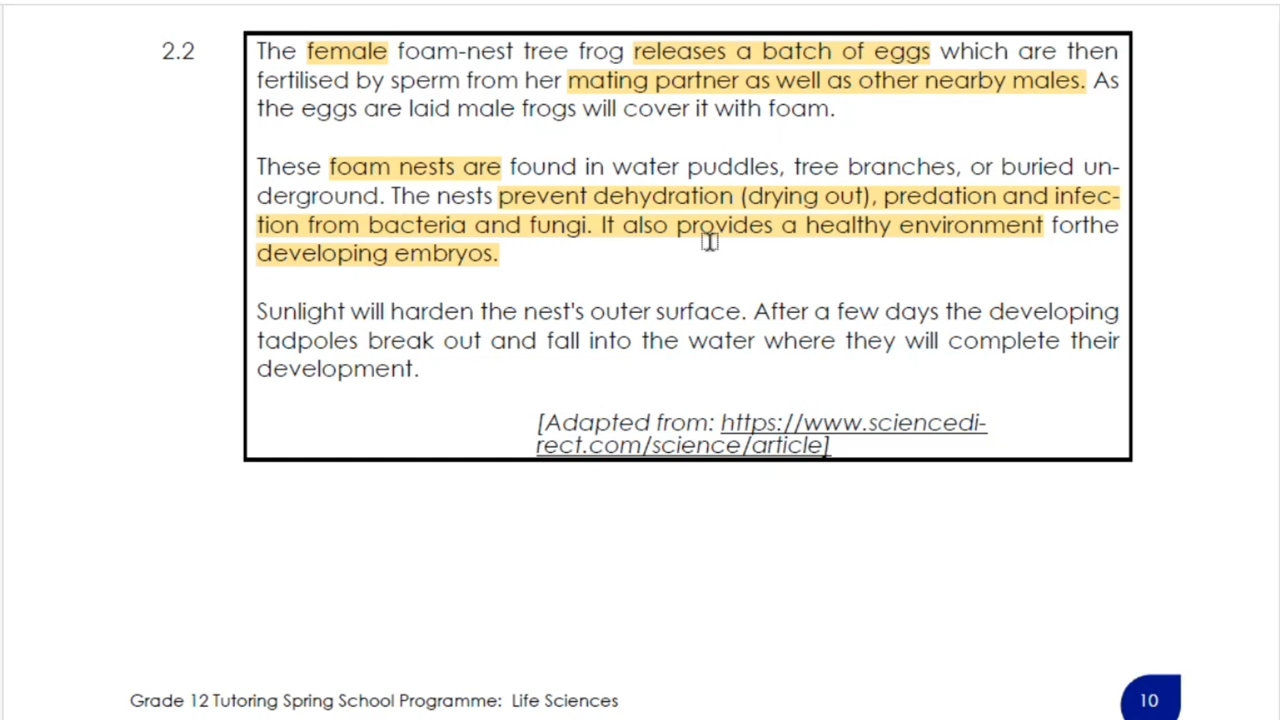 2.2
The female foam-nest tree frog releases a batch of eggs which are then
fertilised by sperm from her mating partner as well as other nearby males. As
the eggs are laid male frogs will cover it with foam.
These foam nests are found in water puddles, tree branches, or buried un-
derground. The nests prevent dehydration (drying out), predation and infec-
tion from bacteria and fungi. It also provides a healthy environment forthe
developing embryos.
Sunlight will harden the nest's outer surface. After a few days the developing
tadpoles break out and fall into the water where they will complete their
development.
[Adapted from: https://www.sciencedi-
rect.com/science/article]
Grade 12 Tutoring Spring School Programme: Life Sciences
10